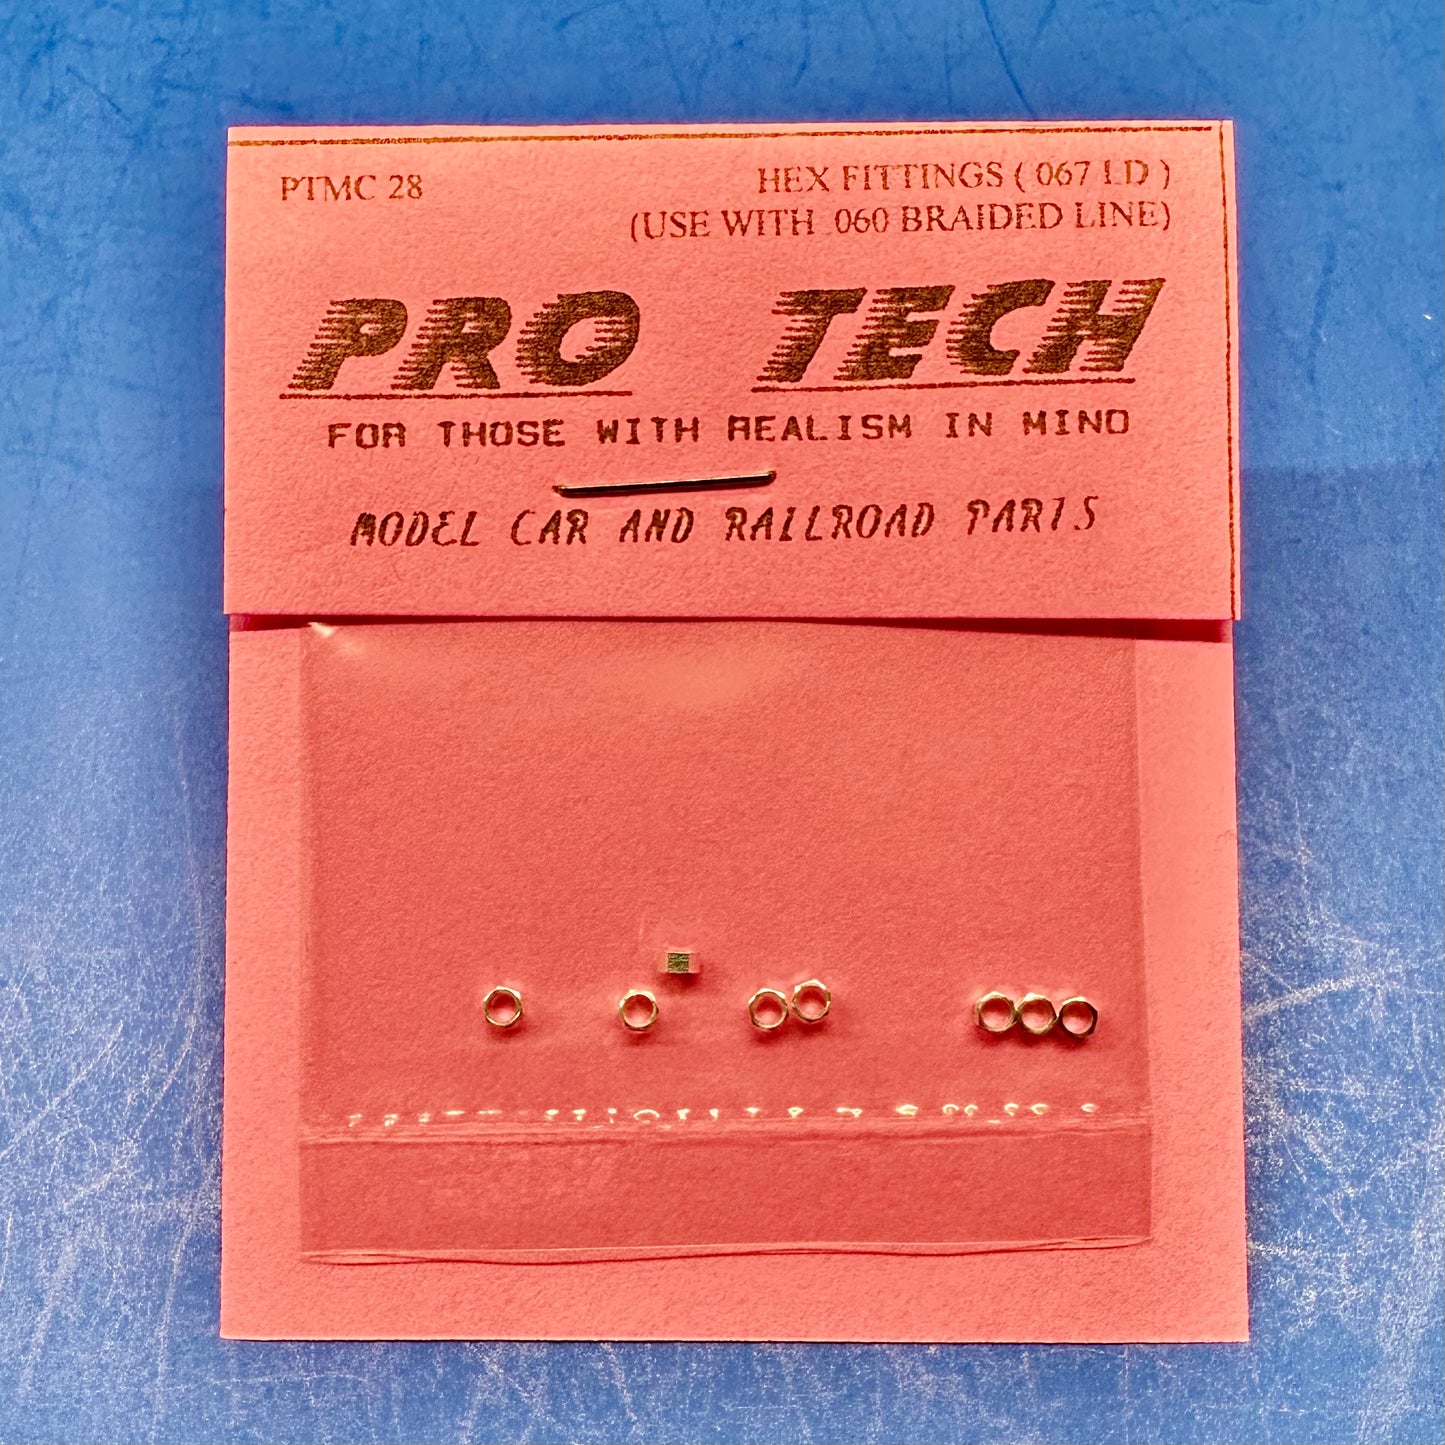 PTMC 28
HEX FITTINGS ( .067 I.D )
(USE WITH .060 BRAIDED LINE)
PRO TECH
FOR THOSE WITH REALISM IN MIND
MODEL CAR AND RAILROAD PARTS